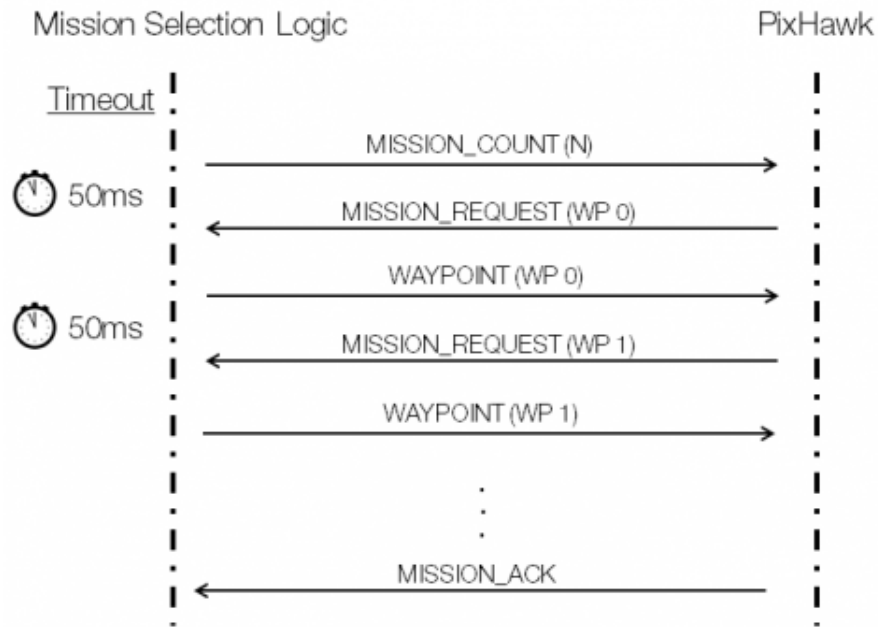 Mission Selection Logic PixHawk
Timeout
MISSION_COUNT (N)
50ms
MISSION_REQUEST (WP 0)
WAYPOINT (WP 0)
50ms
MISSION_REQUEST (WP 1)
WAYPOINT (WP 1)
MISSION_ACK